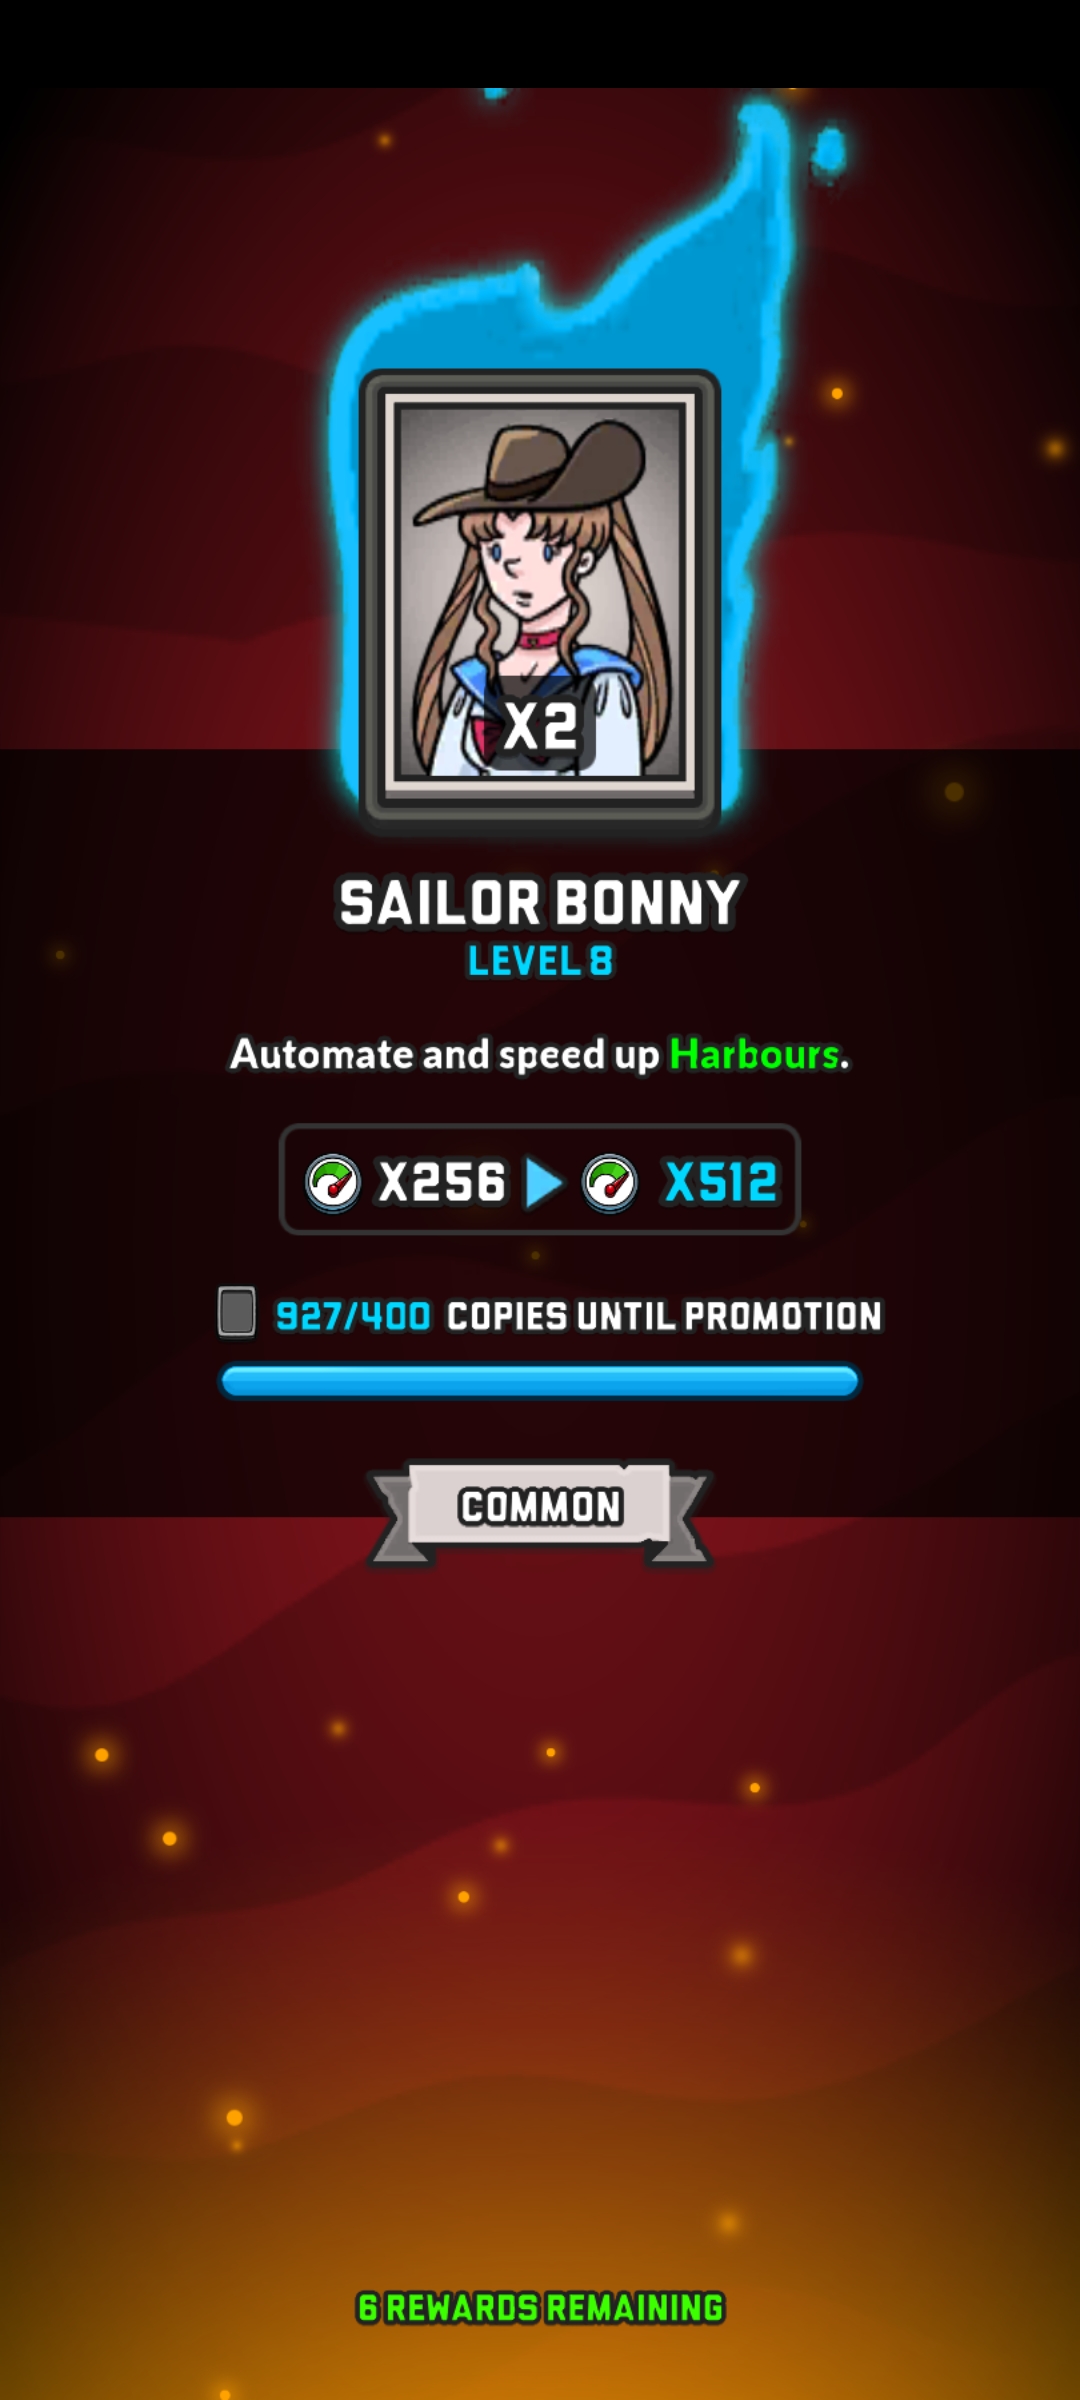 X2
SAILOR BONNY
LEVEL 8
Automate and speed up Harbours.
X256 X512
927/400 COPIES UNTIL PROMOTION
COMMON
6 REWARDS REMAINING